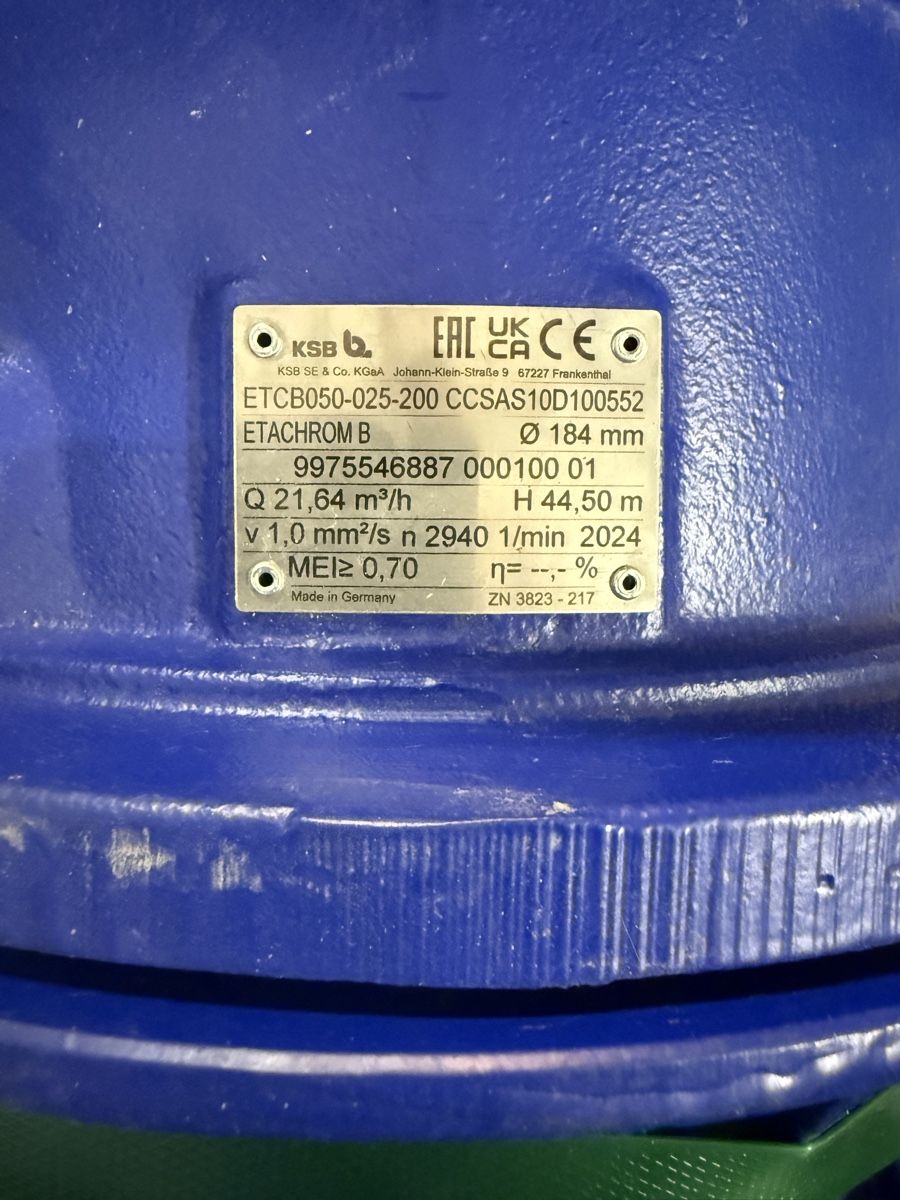 KSB b. EAC UK CA CE
KSB SE & Co. KGaA Johann-Klein-Straße 9 67227 Frankenthal
ETCB050-025-200 CCSAS10D100552
ETACHROM B Ø 184 mm
9975546887 000100 01
Q 21,64 m³/h H 44,50 m
v 1,0 mm²/s n 2940 1/min 2024
MEI≥ 0,70 η= --,- %
Made in Germany ZN 3823 - 217